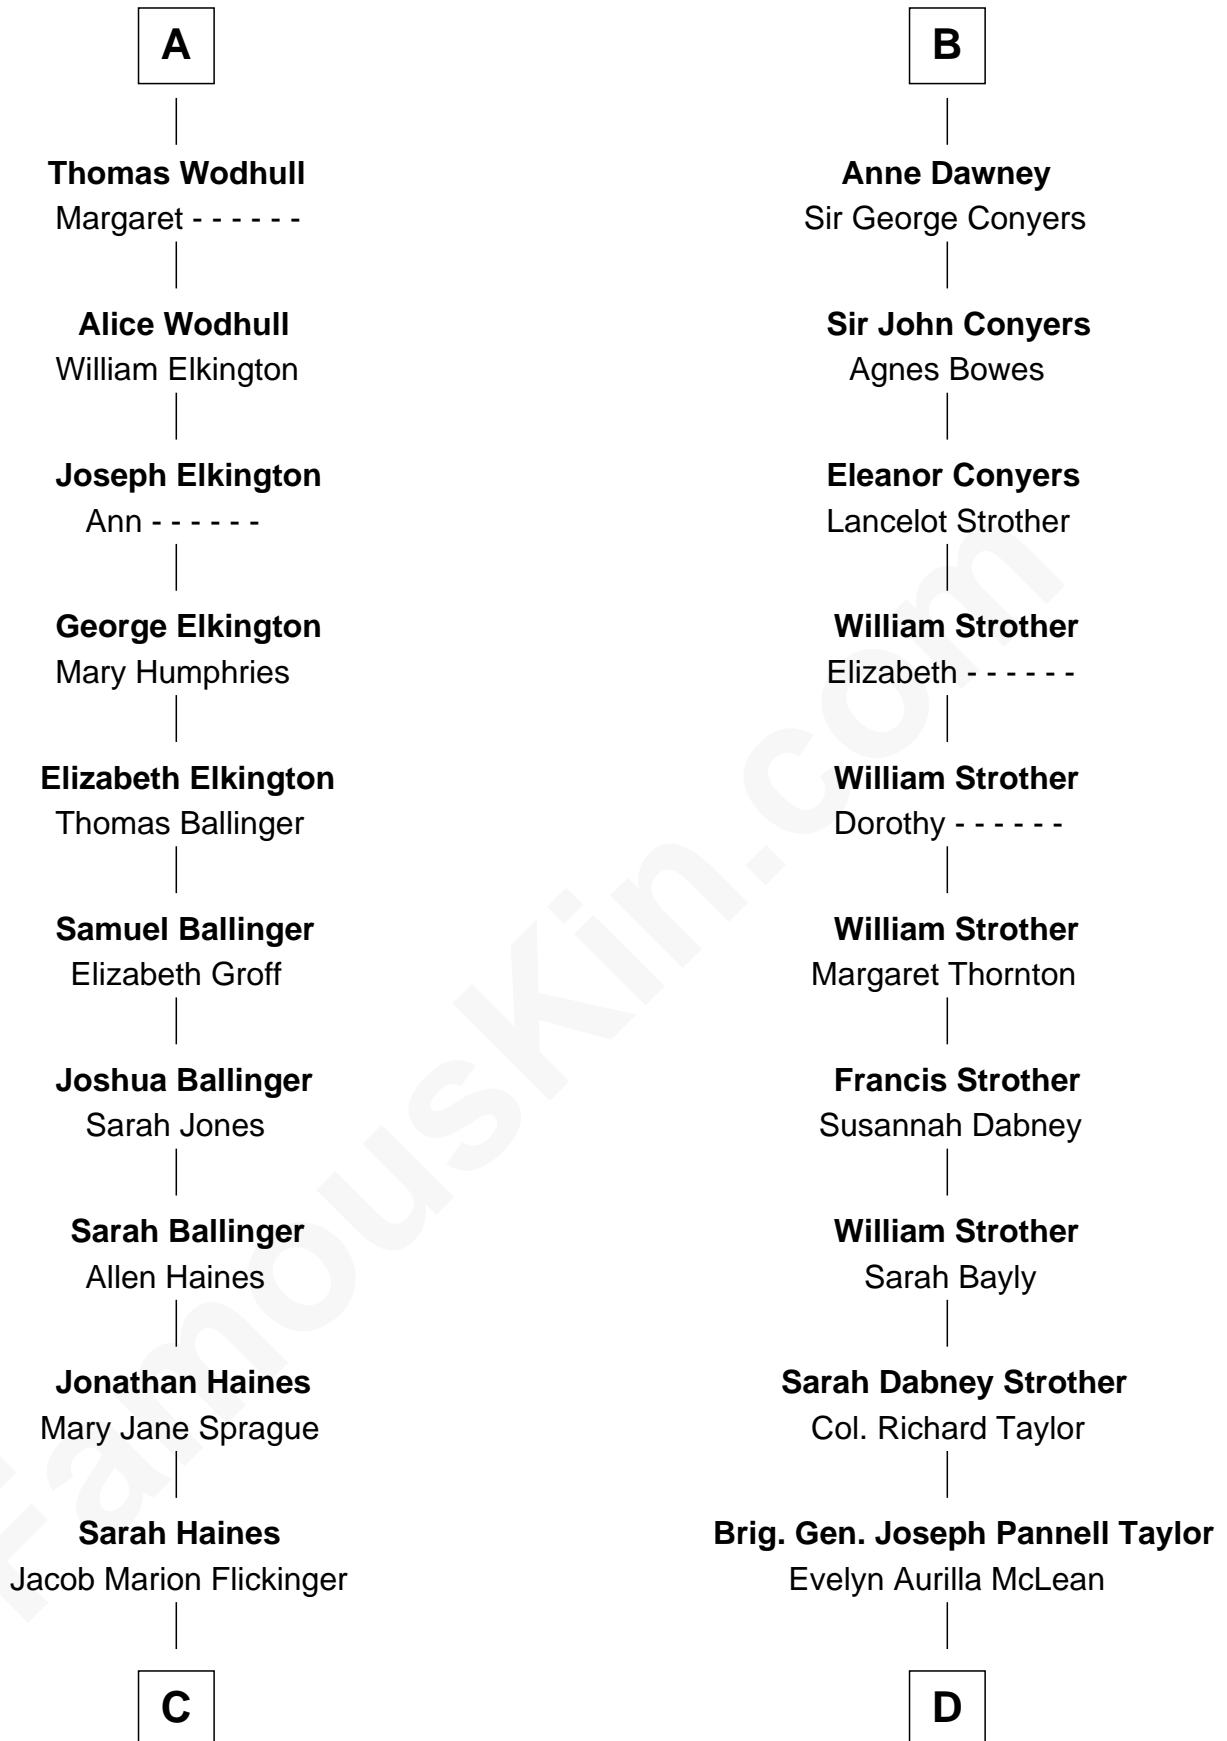 A
Thomas Wodhull
Margaret - - - - - -
Alice Wodhull
William Elkington
Joseph Elkington
Ann - - - - - -
George Elkington
Mary Humphries
Elizabeth Elkington
Thomas Ballinger
Samuel Ballinger
Elizabeth Groff
Joshua Ballinger
Sarah Jones
Sarah Ballinger
Allen Haines
Jonathan Haines
Mary Jane Sprague
Sarah Haines
Jacob Marion Flickinger
C
B
Anne Dawney
Sir George Conyers
Sir John Conyers
Agnes Bowes
Eleanor Conyers
Lancelot Strother
William Strother
Elizabeth - - - - - -
William Strother
Dorothy - - - - - -
William Strother
Margaret Thornton
Francis Strother
Susannah Dabney
William Strother
Sarah Bayly
Sarah Dabney Strother
Col. Richard Taylor
Brig. Gen. Joseph Pannell Taylor
Evelyn Aurilla McLean
D
FamousKin.com